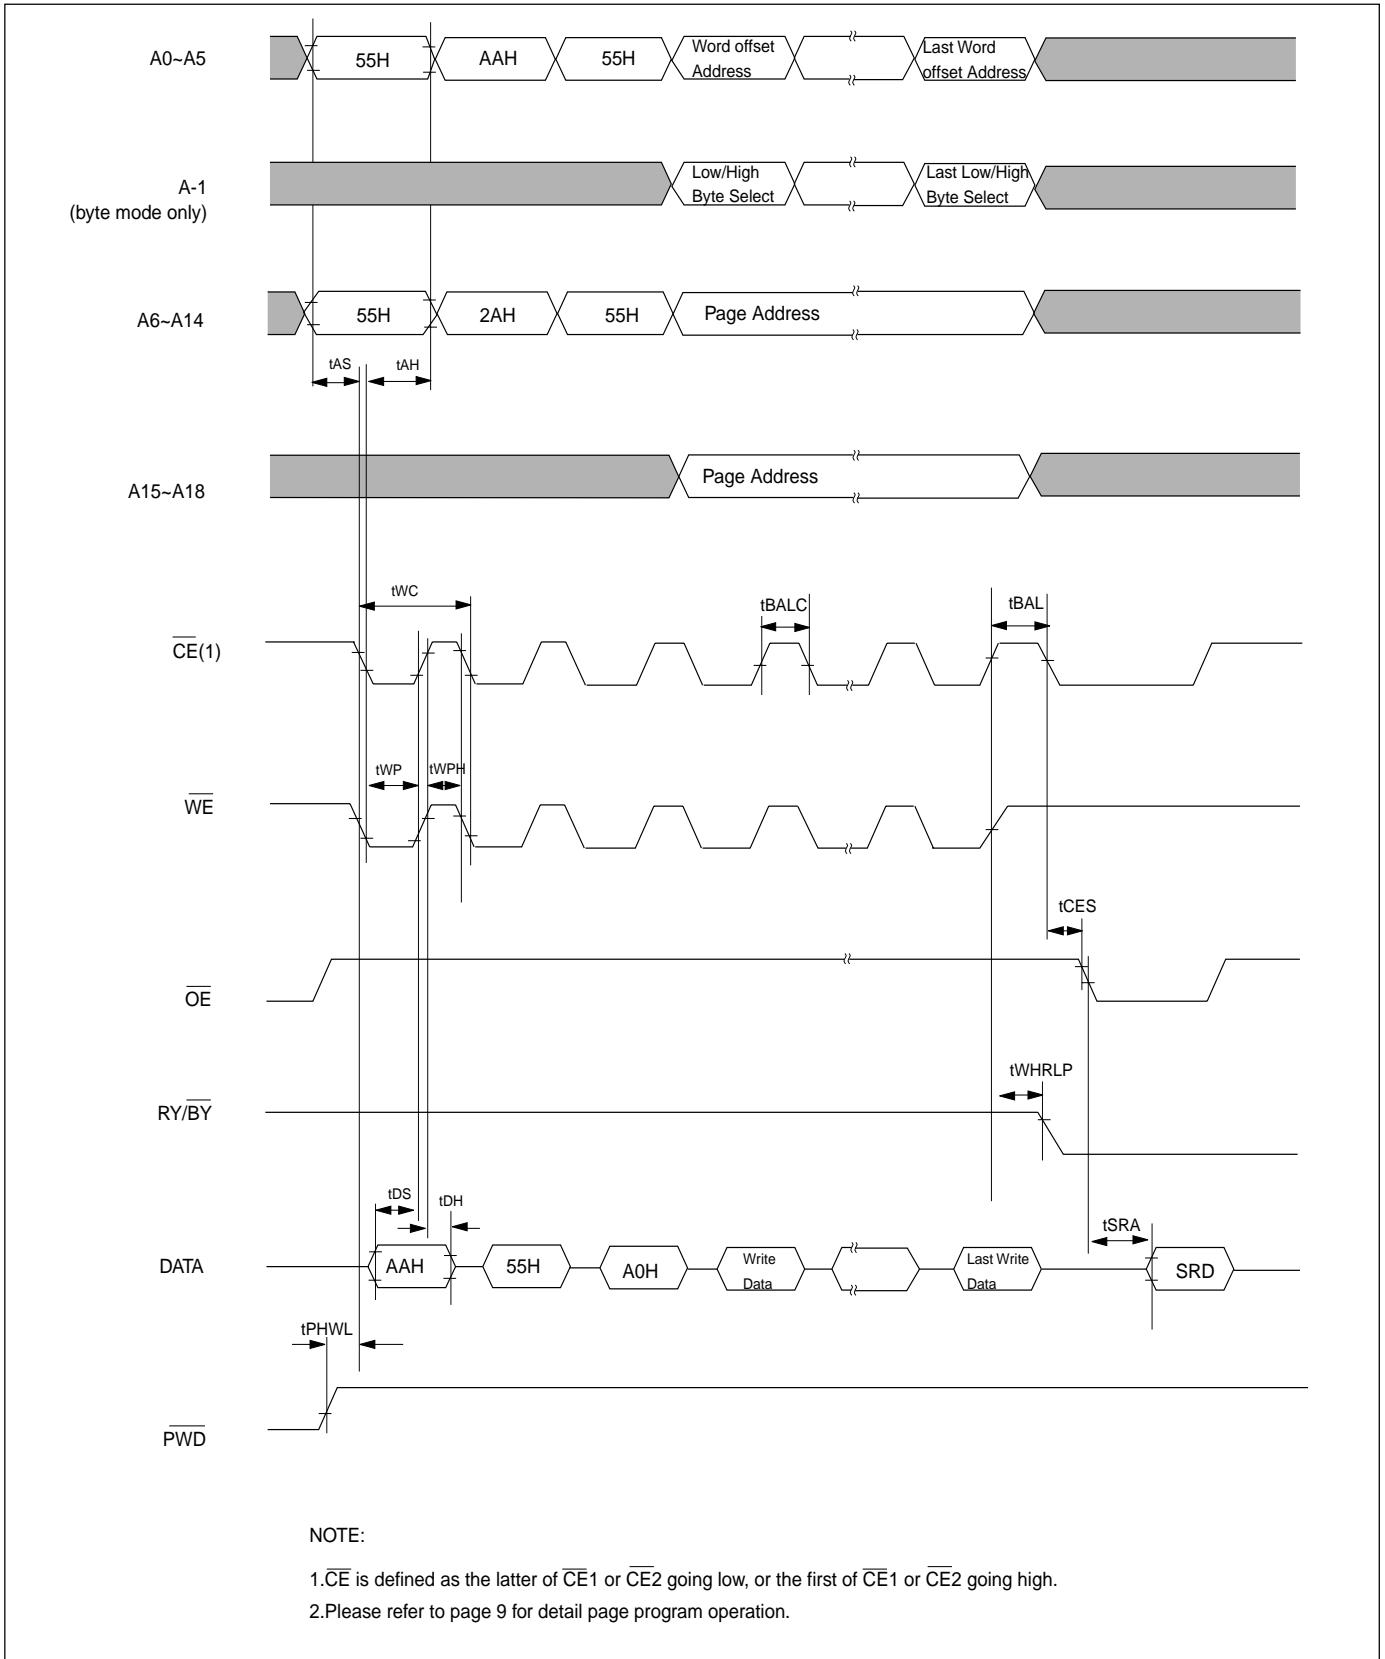 A0~A5
55H
AAH
55H
Word offset
Address
Last Word
offset Address
A-1
(byte mode only)
Low/High
Byte Select
Last Low/High
Byte Select
A6~A14
55H
2AH
55H
Page Address
tAS
tAH
A15~A18
Page Address
tWC
tBALC
tBAL
CE(1)
tWP
tWPH
WE
tCES
OE
tWHRLP
RY/BY
tDS
tDH
tSRA
DATA
AAH
55H
A0H
Write
Data
Last Write
Data
SRD
tPHWL
PWD
NOTE:
1.CE is defined as the latter of CE1 or CE2 going low, or the first of CE1 or CE2 going high.
2.Please refer to page 9 for detail page program operation.